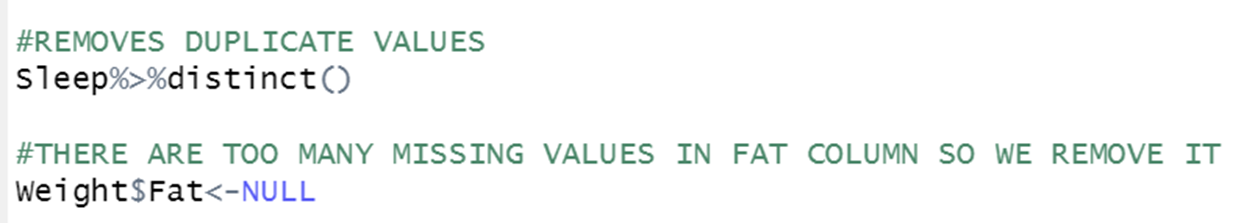 #REMOVES DUPLICATE VALUES
Sleep%>%distinct()
#THERE ARE TOO MANY MISSING VALUES IN FAT COLUMN SO WE REMOVE IT
Weight$Fat<-NULL